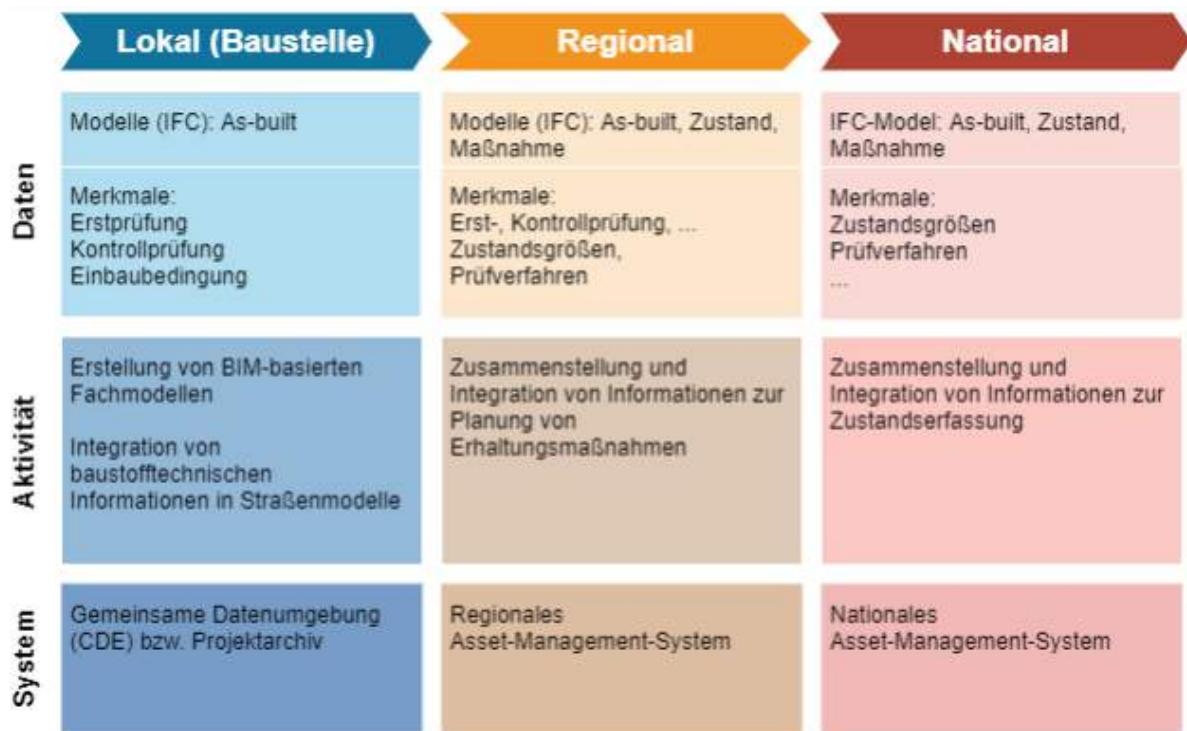 Lokal (Baustelle)
Regional
National
Daten
Modelle (IFC): As-built
Modelle (IFC): As-built, Zustand,
Maßnahme
IFC-Model: As-built, Zustand,
Maßnahme
Merkmale:
Erstprüfung
Kontrollprüfung
Einbaubedingung
Merkmale:
Erst-, Kontrollprüfung, ...
Zustandsgrößen,
Prüfverfahren
Merkmale:
Zustandsgrößen
Prüfverfahren
...
Aktivität
Erstellung von BIM-basierten
Fachmodellen
Integration von
baustofftechnischen
Informationen in Straßenmodelle
Zusammenstellung und
Integration von Informationen zur
Planung von
Erhaltungsmaßnahmen
Zusammenstellung und
Integration von Informationen zur
Zustandserfassung
System
Gemeinsame Datenumgebung
(CDE) bzw. Projektarchiv
Regionales
Asset-Management-System
Nationales
Asset-Management-System